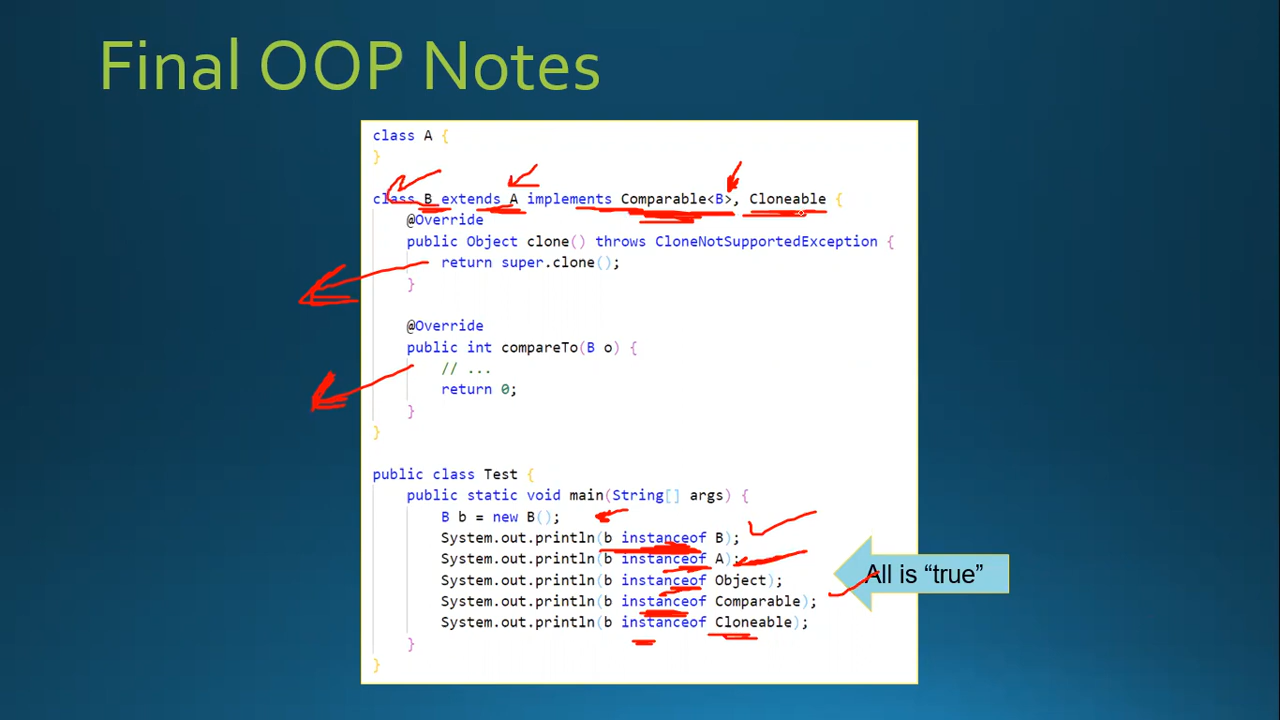 Final OOP Notes
class A {
}
class B extends A implements Comparable<B>, Cloneable {
@Override
public Object clone() throws CloneNotSupportedException {
return super.clone();
}
@Override
public int compareTo(B o) {
// ...
return 0;
}
}
public class Test {
public static void main(String[] args) {
B b = new B();
System.out.println(b instanceof B);
System.out.println(b instanceof A);
System.out.println(b instanceof Object);
System.out.println(b instanceof Comparable);
System.out.println(b instanceof Cloneable);
}
}
All is “true”